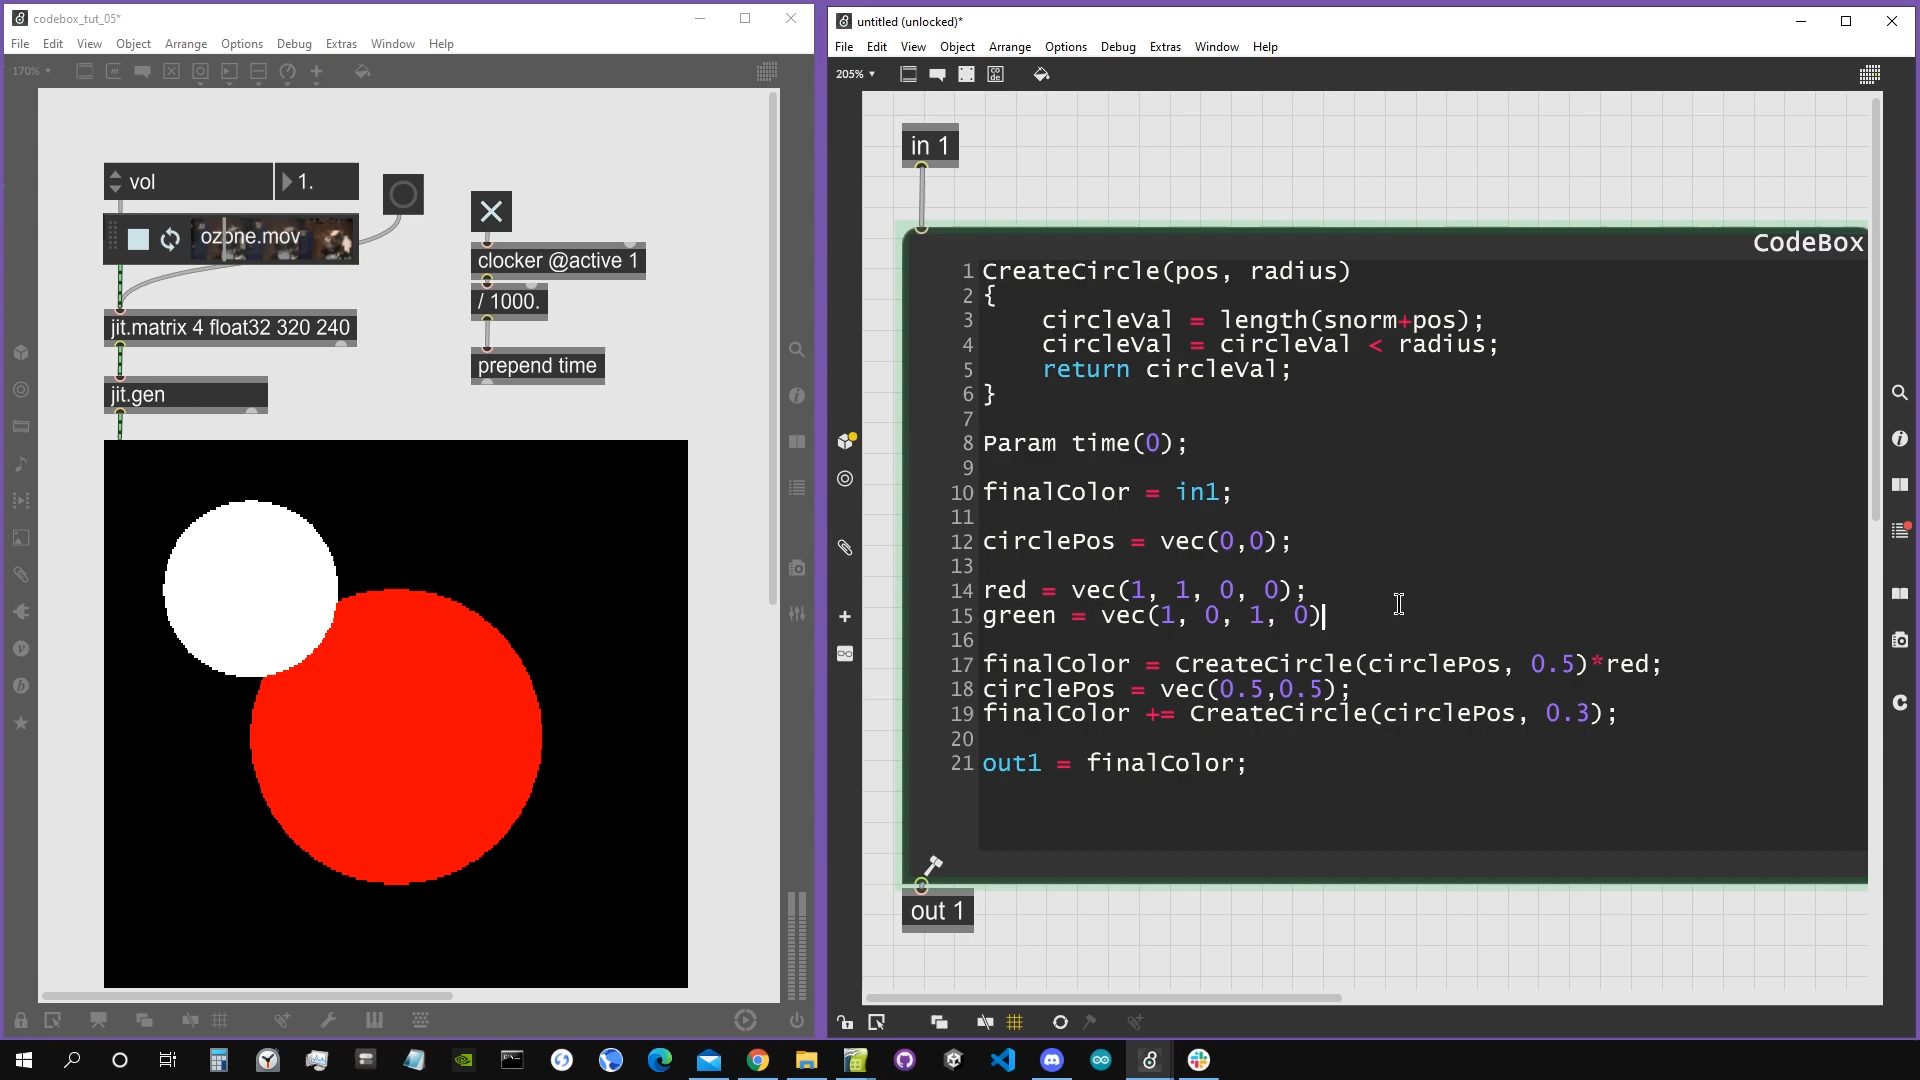 codebox_tut_05*
File Edit View Object Arrange Options Debug Extras Window Help
170%
vol
1.
ozone.mov
clocker @active 1
/ 1000.
prepend time
jit.matrix 4 float32 320 240
jit.gen
untitled (unlocked)*
File Edit View Object Arrange Options Debug Extras Window Help
205%
in 1
CodeBox
1 CreateCircle(pos, radius)
2 {
3 circleVal = length(snorm+pos);
4 circleVal = circleVal < radius;
5 return circleVal;
6 }
7
8 Param time(0);
9
10 finalColor = in1;
11
12 circlePos = vec(0,0);
13
14 red = vec(1, 1, 0, 0);
15 green = vec(1, 0, 1, 0)
16
17 finalColor = CreateCircle(circlePos, 0.5)*red;
18 circlePos = vec(0.5,0.5);
19 finalColor += CreateCircle(circlePos, 0.3);
20
21 out1 = finalColor;
out 1